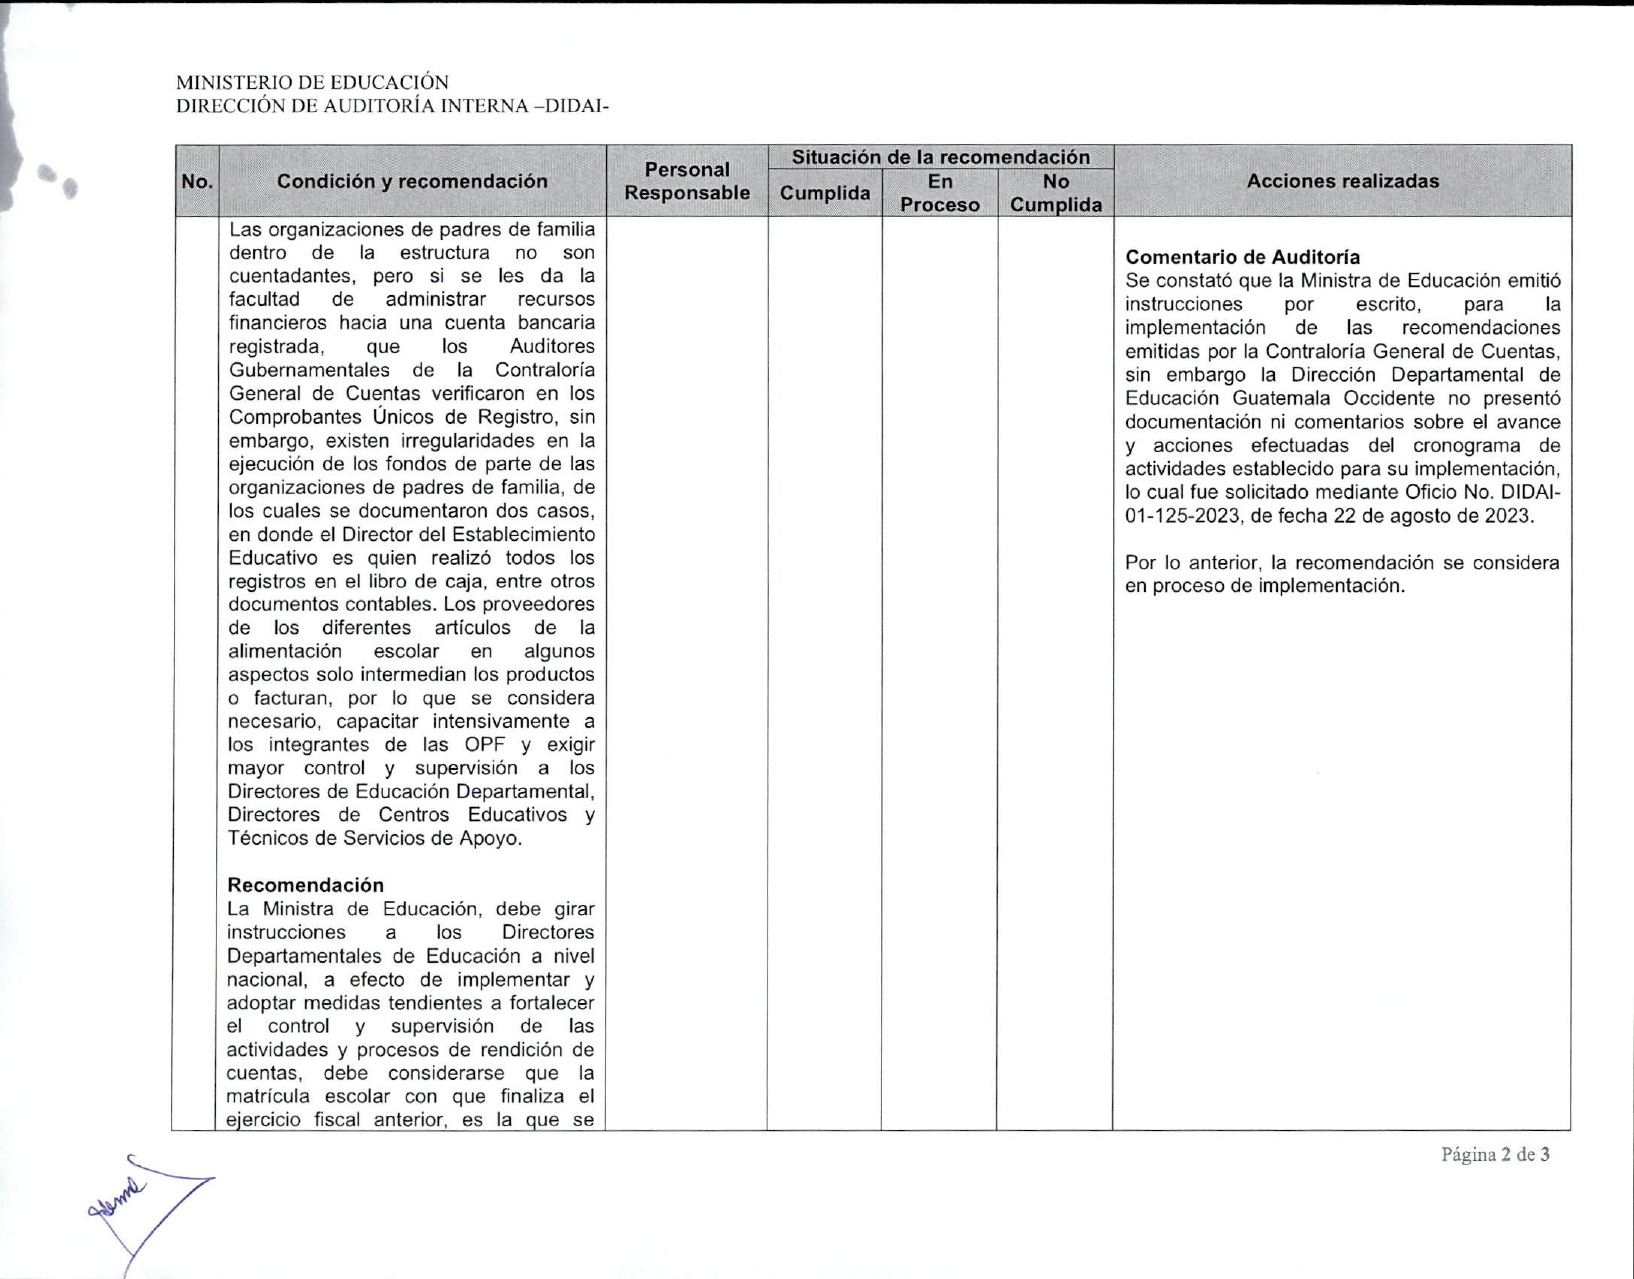 MINISTERIO DE EDUCACIÓN
DIRECCIÓN DE AUDITORÍA INTERNA –DIDAI-
No.
Condición y recomendación
Personal
Responsable
Situación de la recomendación
Cumplida
En
Proceso
No
Cumplida
Acciones realizadas
Las organizaciones de padres de familia
dentro de la estructura no son
cuentadantes, pero si se les da la
facultad de administrar recursos
financieros hacia una cuenta bancaria
registrada, que los Auditores
Gubernamentales de la Contraloría
General de Cuentas verificaron en los
Comprobantes Únicos de Registro, sin
embargo, existen irregularidades en la
ejecución de los fondos de parte de las
organizaciones de padres de familia, de
los cuales se documentaron dos casos,
en donde el Director del Establecimiento
Educativo es quien realizó todos los
registros en el libro de caja, entre otros
documentos contables. Los proveedores
de los diferentes artículos de la
alimentación escolar en algunos
aspectos solo intermedian los productos
o facturan, por lo que se considera
necesario, capacitar intensivamente a
los integrantes de las OPF y exigir
mayor control y supervisión a los
Directores de Educación Departamental,
Directores de Centros Educativos y
Técnicos de Servicios de Apoyo.
Recomendación
La Ministra de Educación, debe girar
instrucciones a los Directores
Departamentales de Educación a nivel
nacional, a efecto de implementar y
adoptar medidas tendientes a fortalecer
el control y supervisión de las
actividades y procesos de rendición de
cuentas, debe considerarse que la
matrícula escolar con que finaliza el
ejercicio fiscal anterior, es la que se
Comentario de Auditoría
Se constató que la Ministra de Educación emitió
instrucciones por escrito, para la
implementación de las recomendaciones
emitidas por la Contraloría General de Cuentas,
sin embargo la Dirección Departamental de
Educación Guatemala Occidente no presentó
documentación ni comentarios sobre el avance
y acciones efectuadas del cronograma de
actividades establecido para su implementación,
lo cual fue solicitado mediante Oficio No. DIDAI-
01-125-2023, de fecha 22 de agosto de 2023.
Por lo anterior, la recomendación se considera
en proceso de implementación.
Página 2 de 3